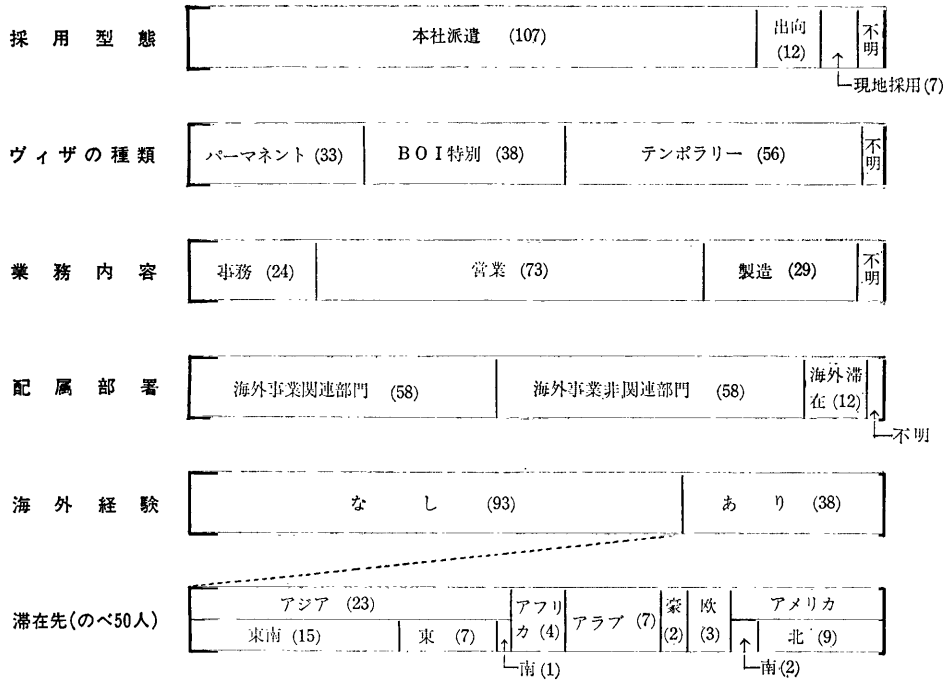 採用型態
本社派遣 (107)
出向
(12)
不明
↑
現地採用(7)
ヴィザの種類
パーマネント (33)
BOI特別 (38)
テンポラリー (56)
不明
業務内容
事務 (24)
営業 (73)
製造 (29)
不明
配属部署
海外事業関連部門 (58)
海外事業非関連部門 (58)
海外滞
在 (12)
↑
不明
海外経験
なし (93)
あり (38)
滞在先(のべ50人)
アジア (23)
東南 (15)
東 (7)
↑
南(1)
アフリ
カ (4)
アラブ (7)
豪
(2)
欧
(3)
アメリカ
↑
南(2)
北 (9)